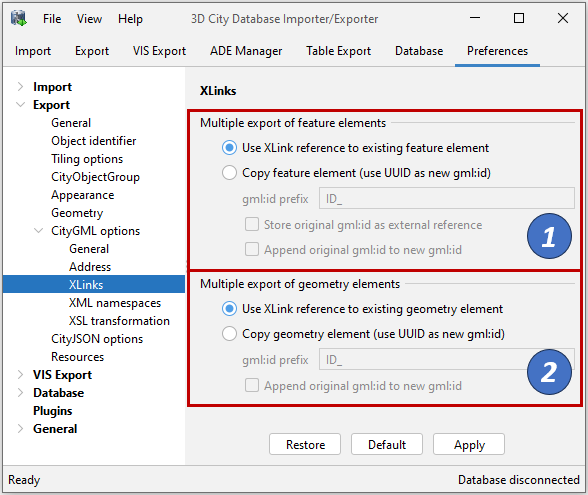 File Project View Help 3D City Database Importer/Exporter
Import Export VIS Export ADE Manager Table Export Database Preferences
Import
Export
General
Object identifier
Tiling options
CityObjectGroup
Appearance
Geometry
CityGML options
General
Address
XLinks
XML namespaces
XSL transformation
CityJSON options
Resources
VIS Export
Database
Plugins
General
XLinks
Multiple export of feature elements
Use XLink reference to existing feature element
Copy feature element (use UUID as new gml:id)
gml:id prefix ID_
Store original gml:id as external reference
Append original gml:id to new gml:id
1
Multiple export of geometry elements
Use XLink reference to existing geometry element
Copy geometry element (use UUID as new gml:id)
gml:id prefix ID_
Append original gml:id to new gml:id
2
Restore Default Apply
Ready Database disconnected